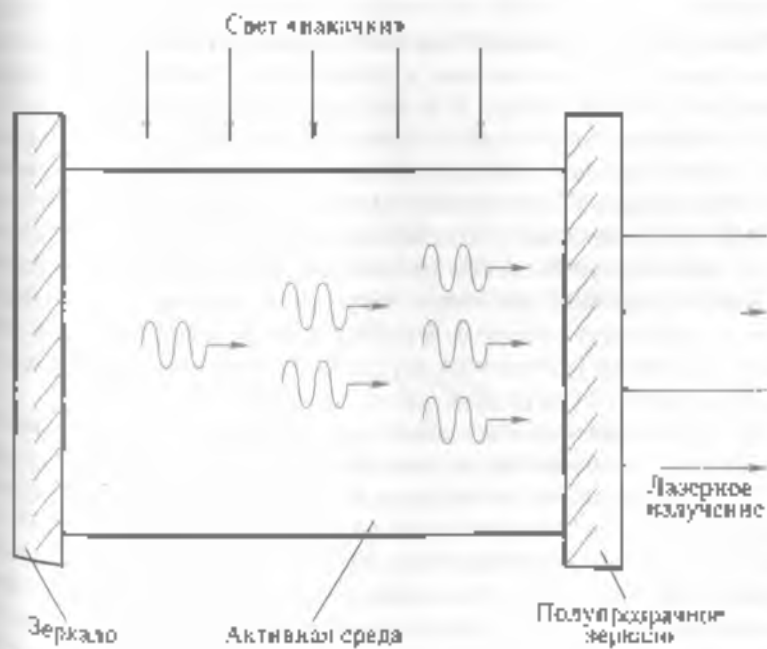 Свет «накачки»
Лазерное
излучение
Зеркало
Активная среда
Полупрозрачное
зеркало